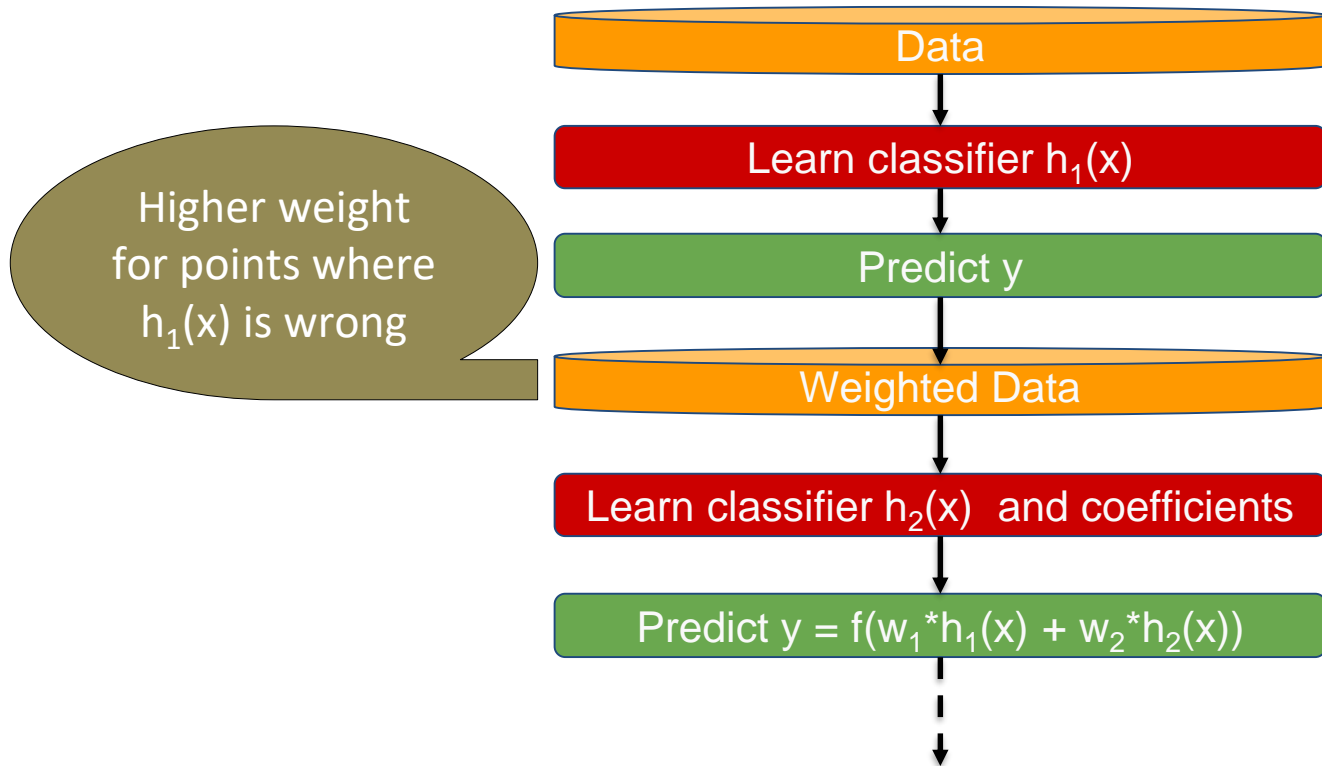 Data
Learn classifier h₁(x)
Higher weight
for points where
h₁(x) is wrong
Predict y
Weighted Data
Learn classifier h₂(x) and coefficients
Predict y = f(w₁*h₁(x) + w₂*h₂(x))